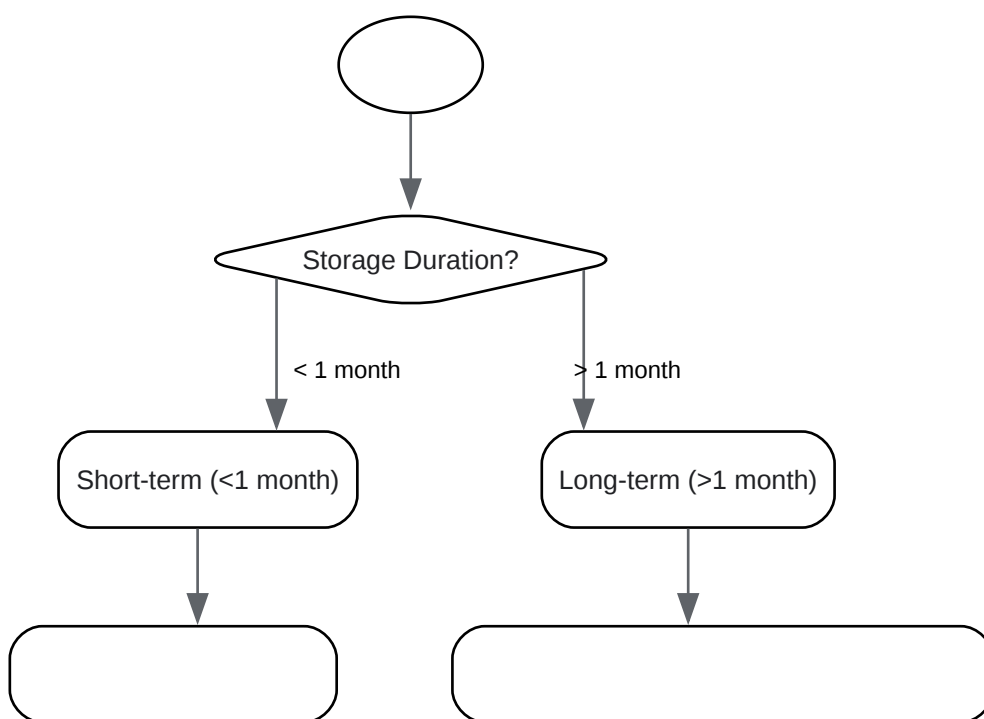 Storage Duration?
< 1 month
> 1 month
Short-term (<1 month)
Long-term (>1 month)